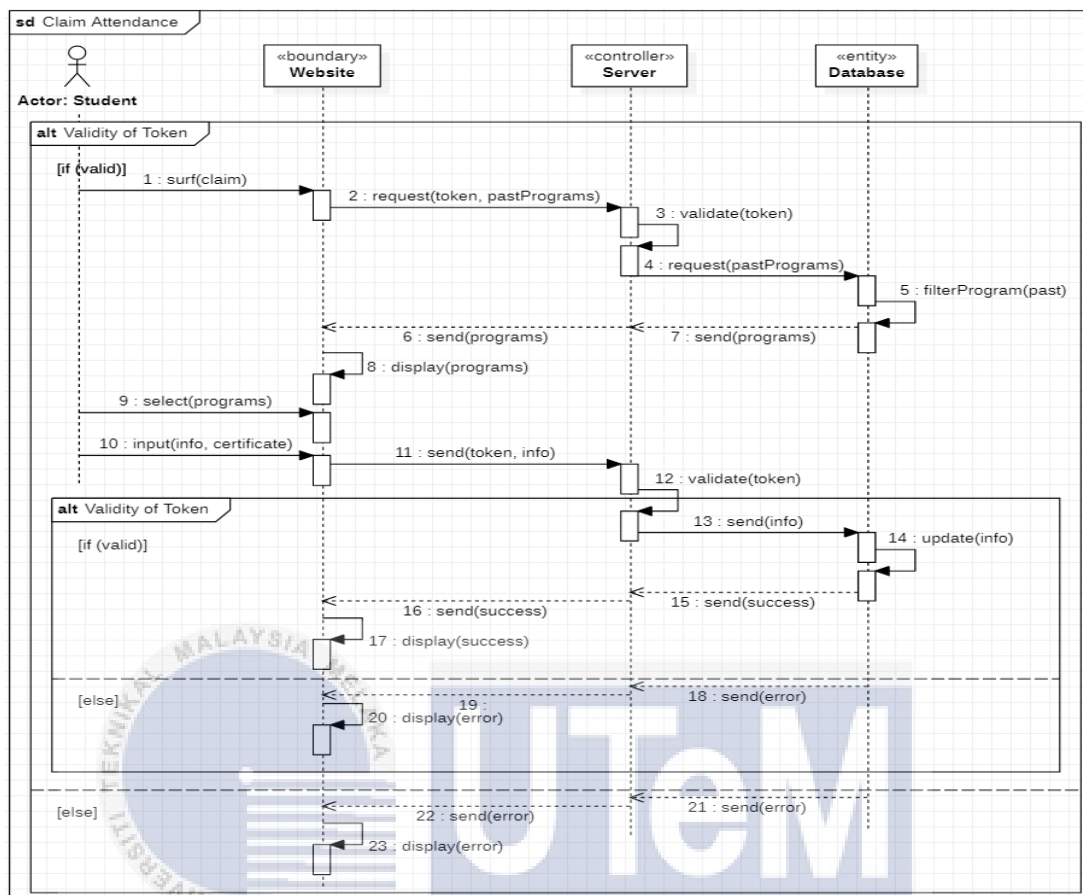 sd Claim Attendance
«boundary»
Website
«controller»
Server
«entity»
Database
Actor: Student
alt Validity of Token
[if (valid)]
1 : surf(claim)
2 : request(token, pastPrograms)
3 : validate(token)
4 : request(pastPrograms)
5 : filterProgram(past)
6 : send(programs)
7 : send(programs)
8 : display(programs)
9 : select(programs)
10 : input(info, certificate)
11 : send(token, info)
12 : validate(token)
alt Validity of Token
13 : send(info)
[if (valid)]
14 : update(info)
15 : send(success)
16 : send(success)
17 : display(success)
[else]
18 : send(error)
19 :
20 : display(error)
[else]
21 : send(error)
22 : send(error)
23 : display(error)
UNIVERSITI TEKNIKAL MALAYSIA MELAKA
UTeM